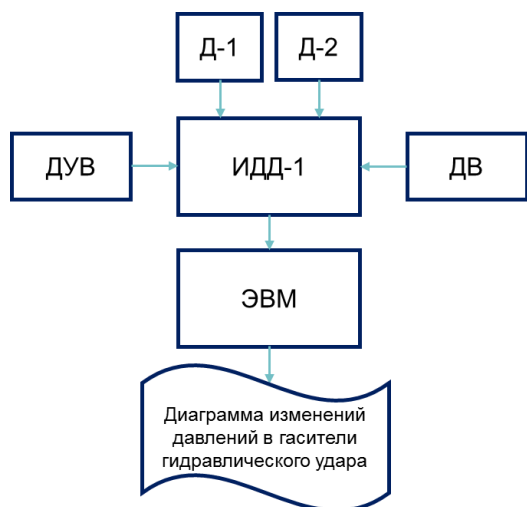 Д-1
Д-2
ДУВ
ИДД-1
ДВ
ЭВМ
Диаграмма изменений
давлений в гасители
гидравлического удара